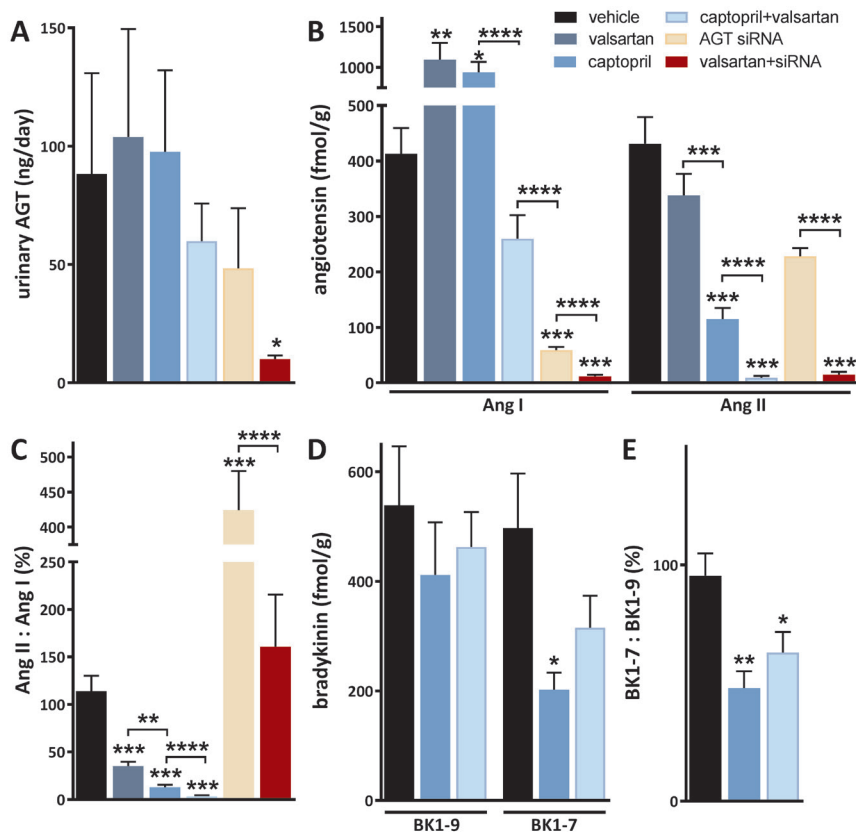 A
urinary AGT (ng/day)
150
100
50
0
*
B
vehicle
valsartan
captopril
captopril+valsartan
AGT siRNA
valsartan+siRNA
angiotensin (fmol/g)
1000
500
400
300
200
100
0
**
*
****
****
***
****
***
***
***
****
***
***
****
***
Ang I
Ang II
C
Ang II : Ang I (%)
500
450
400
250
200
150
100
50
0
***
**
***
****
***
***
****
D
bradykinin (fmol/g)
600
400
200
0
*
BK1-9
BK1-7
E
BK1-7 : BK1-9 (%)
100
0
**
*